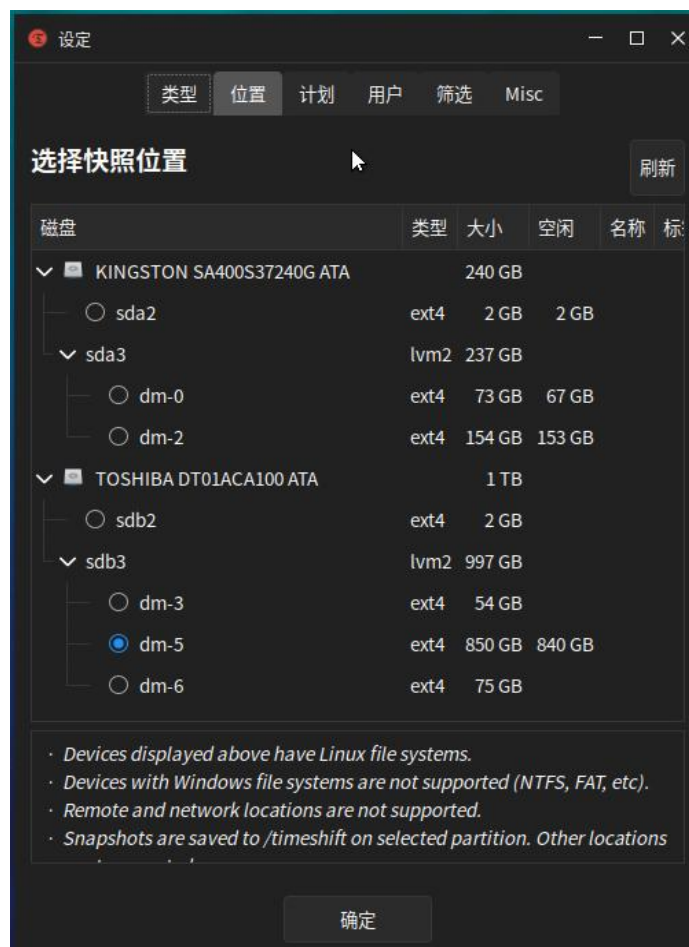 设定
类型 位置 计划 用户 筛选 Misc
选择快照位置
刷新
磁盘 类型 大小 空闲 名称
KINGSTON SA400S37240G ATA 240 GB
sda2 ext4 2 GB 2 GB
sda3 lvm2 237 GB
dm-0 ext4 73 GB 67 GB
dm-2 ext4 154 GB 153 GB
TOSHIBA DT01ACA100 ATA 1 TB
sdb2 ext4 2 GB
sdb3 lvm2 997 GB
dm-3 ext4 54 GB
dm-5 ext4 850 GB 840 GB
dm-6 ext4 75 GB
· Devices displayed above have Linux file systems.
· Devices with Windows file systems are not supported (NTFS, FAT, etc).
· Remote and network locations are not supported.
· Snapshots are saved to /timeshift on selected partition. Other locations
确定